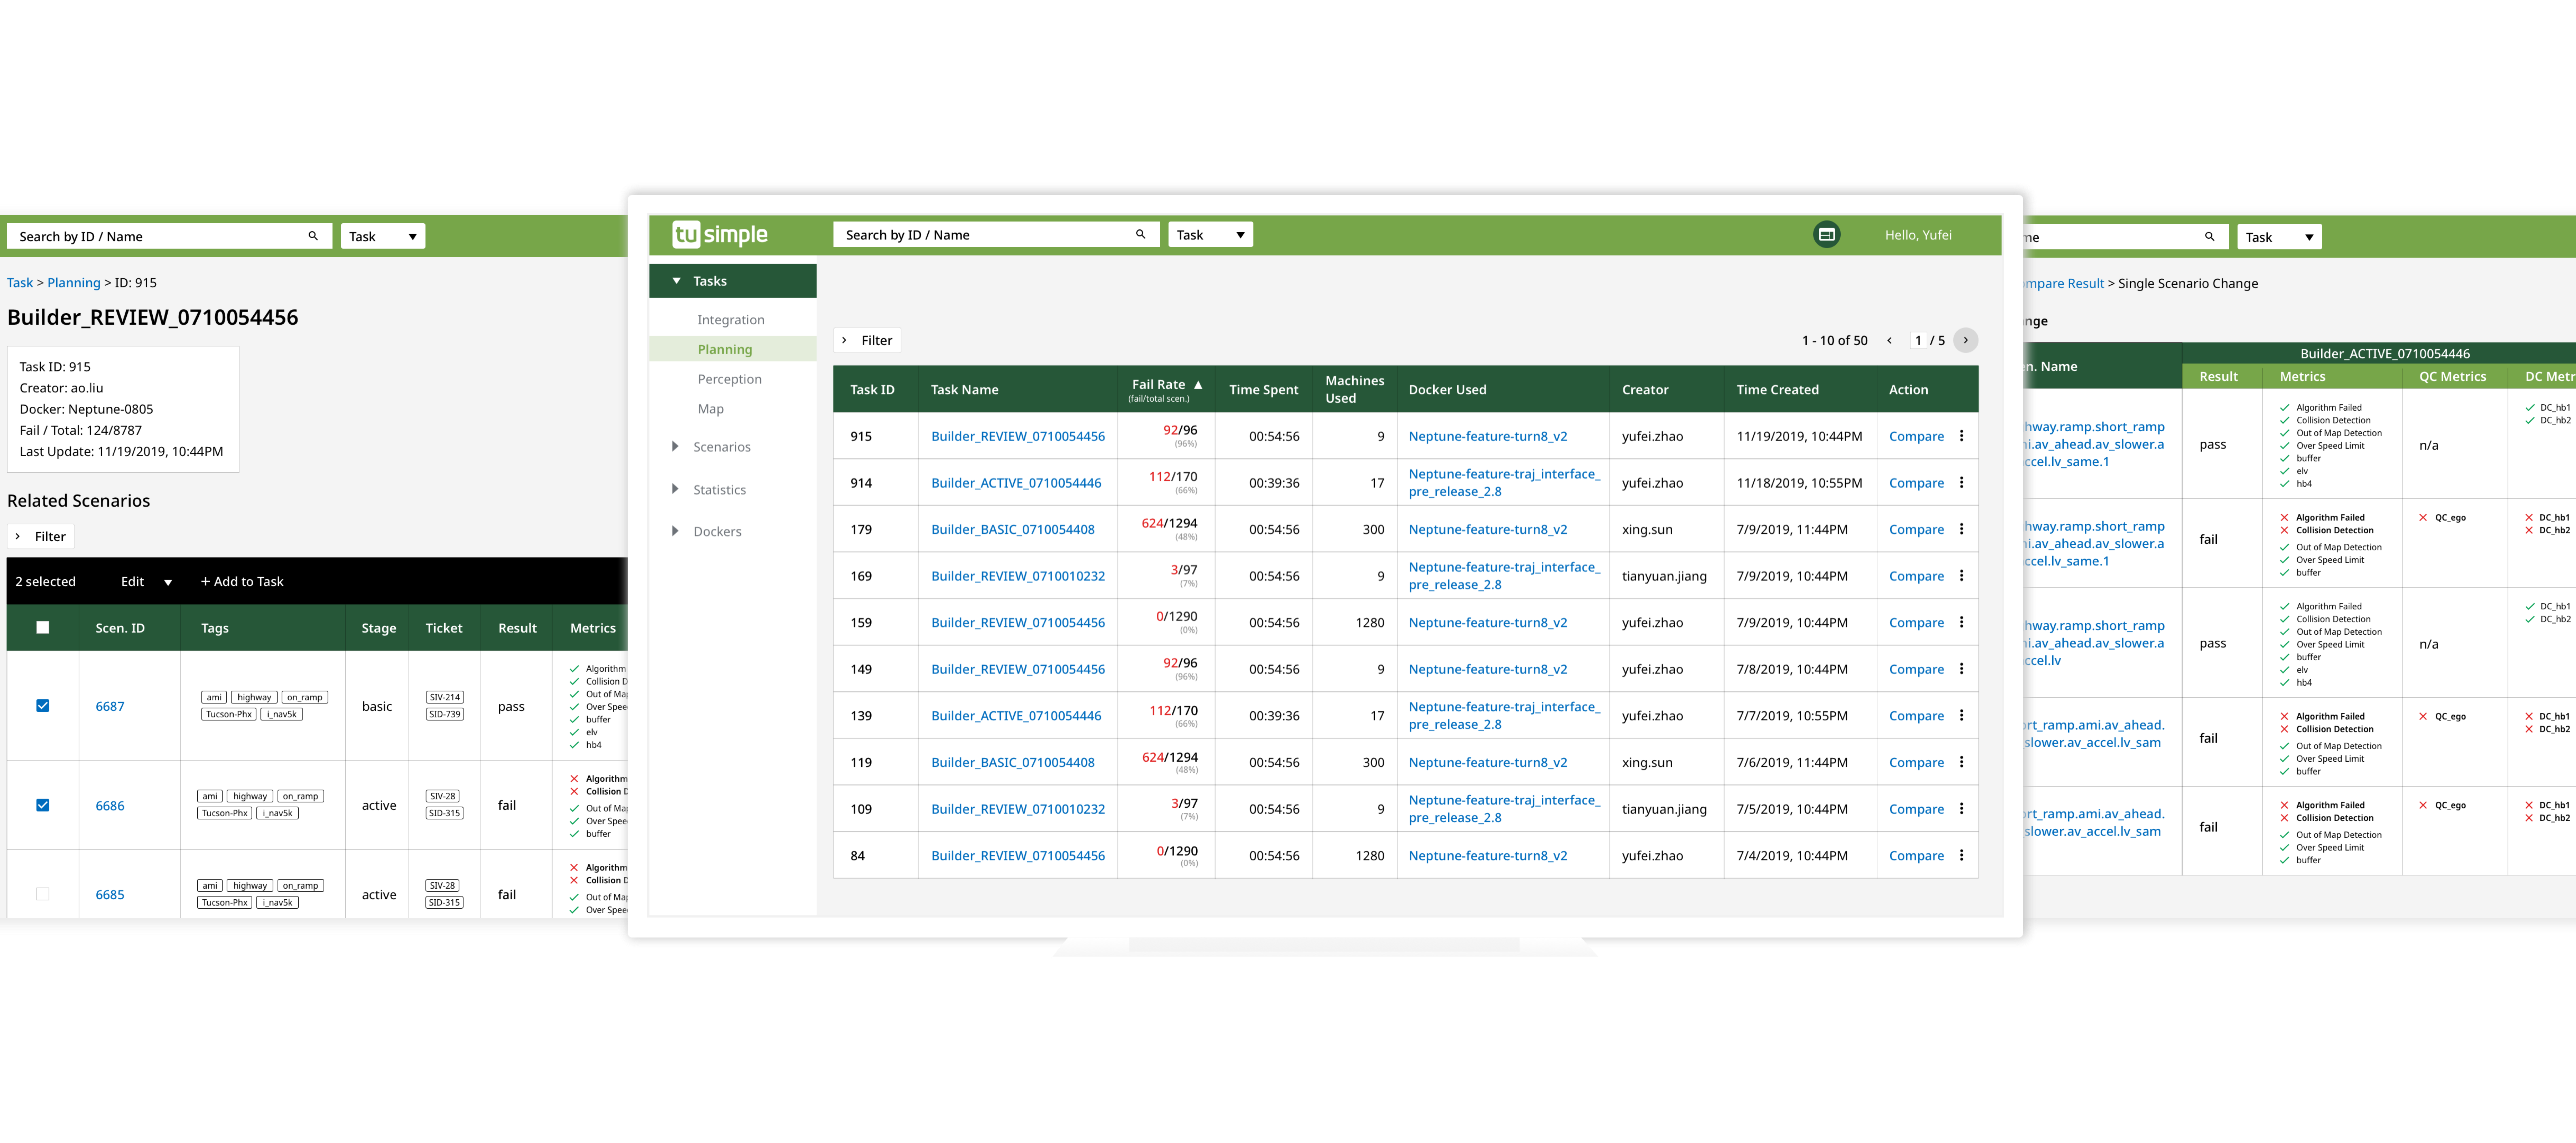 Search by ID / Name
Task
Task > Planning > ID: 915
Builder_REVIEW_0710054456
Task ID: 915
Creator: ao.liu
Docker: Neptune-0805
Fail / Total: 124/8787
Last Update: 11/19/2019, 10:44PM
Related Scenarios
Filter
2 selected Edit + Add to Task
Scen. ID Tags Stage Ticket Result Metrics
6687 ami highway on_ramp basic SIV-214 pass Algorithm
Tucson-Phx i_nav5k SID-739 Collision D
Out of Map
Over Spee
buffer
elv
hb4
6686 ami highway on_ramp active SIV-28 fail Algorithm
Tucson-Phx i_nav5k SID-315 Collision D
Out of Map
Over Spee
buffer
6685 ami highway on_ramp active SIV-28 fail Algorithm
Tucson-Phx i_nav5k SID-315 Collision D
Out of Map
Over Spee
tusimple
Search by ID / Name
Task
Hello, Yufei
Tasks
Integration
Planning
Perception
Map
Scenarios
Statistics
Dockers
Filter
1 - 10 of 50 1 / 5
Task ID Task Name Fail Rate (fail/total scen.) Time Spent Machines Used Docker Used Creator Time Created Action
915 Builder_REVIEW_0710054456 92/96 (96%) 00:54:56 9 Neptune-feature-turn8_v2 yufei.zhao 11/19/2019, 10:44PM Compare
914 Builder_ACTIVE_0710054446 112/170 (66%) 00:39:36 17 Neptune-feature-traj_interface_pre_release_2.8 yufei.zhao 11/18/2019, 10:55PM Compare
179 Builder_BASIC_0710054408 624/1294 (48%) 00:54:56 300 Neptune-feature-turn8_v2 xing.sun 7/9/2019, 11:44PM Compare
169 Builder_REVIEW_0710010232 3/97 (7%) 00:54:56 9 Neptune-feature-traj_interface_pre_release_2.8 tianyuan.jiang 7/9/2019, 10:44PM Compare
159 Builder_REVIEW_0710054456 0/1290 (0%) 00:54:56 1280 Neptune-feature-turn8_v2 yufei.zhao 7/9/2019, 10:44PM Compare
149 Builder_REVIEW_0710054456 92/96 (96%) 00:54:56 9 Neptune-feature-turn8_v2 yufei.zhao 7/8/2019, 10:44PM Compare
139 Builder_ACTIVE_0710054446 112/170 (66%) 00:39:36 17 Neptune-feature-traj_interface_pre_release_2.8 yufei.zhao 7/7/2019, 10:55PM Compare
119 Builder_BASIC_0710054408 624/1294 (48%) 00:54:56 300 Neptune-feature-turn8_v2 xing.sun 7/6/2019, 11:44PM Compare
109 Builder_REVIEW_0710010232 3/97 (7%) 00:54:56 9 Neptune-feature-traj_interface_pre_release_2.8 tianyuan.jiang 7/5/2019, 10:44PM Compare
84 Builder_REVIEW_0710054456 0/1290 (0%) 00:54:56 1280 Neptune-feature-turn8_v2 yufei.zhao 7/4/2019, 10:44PM Compare
me
Task
ompare Result > Single Scenario Change
nge
en. Name
Builder_ACTIVE_0710054446
Result Metrics QC Metrics DC Metr
hway.ramp.short_ramp
ni.av_ahead.av_slower.a
ccel.lv_same.1
pass
Algorithm Failed
Collision Detection
Out of Map Detection
Over Speed Limit
buffer
elv
hb4
n/a
DC_hb1
DC_hb2
hway.ramp.short_ramp
ni.av_ahead.av_slower.a
ccel.lv_same.1
fail
Algorithm Failed
Collision Detection
Out of Map Detection
Over Speed Limit
buffer
QC_ego
DC_hb1
DC_hb2
hway.ramp.short_ramp
ni.av_ahead.av_slower.a
ccel.lv
pass
Algorithm Failed
Collision Detection
Out of Map Detection
Over Speed Limit
buffer
elv
hb4
n/a
DC_hb1
DC_hb2
ort_ramp.ami.av_ahead.
slower.av_accel.lv_sam
fail
Algorithm Failed
Collision Detection
Out of Map Detection
Over Speed Limit
buffer
QC_ego
DC_hb1
DC_hb2
ort_ramp.ami.av_ahead.
slower.av_accel.lv_sam
fail
Algorithm Failed
Collision Detection
Out of Map Detection
Over Speed Limit
buffer
QC_ego
DC_hb1
DC_hb2